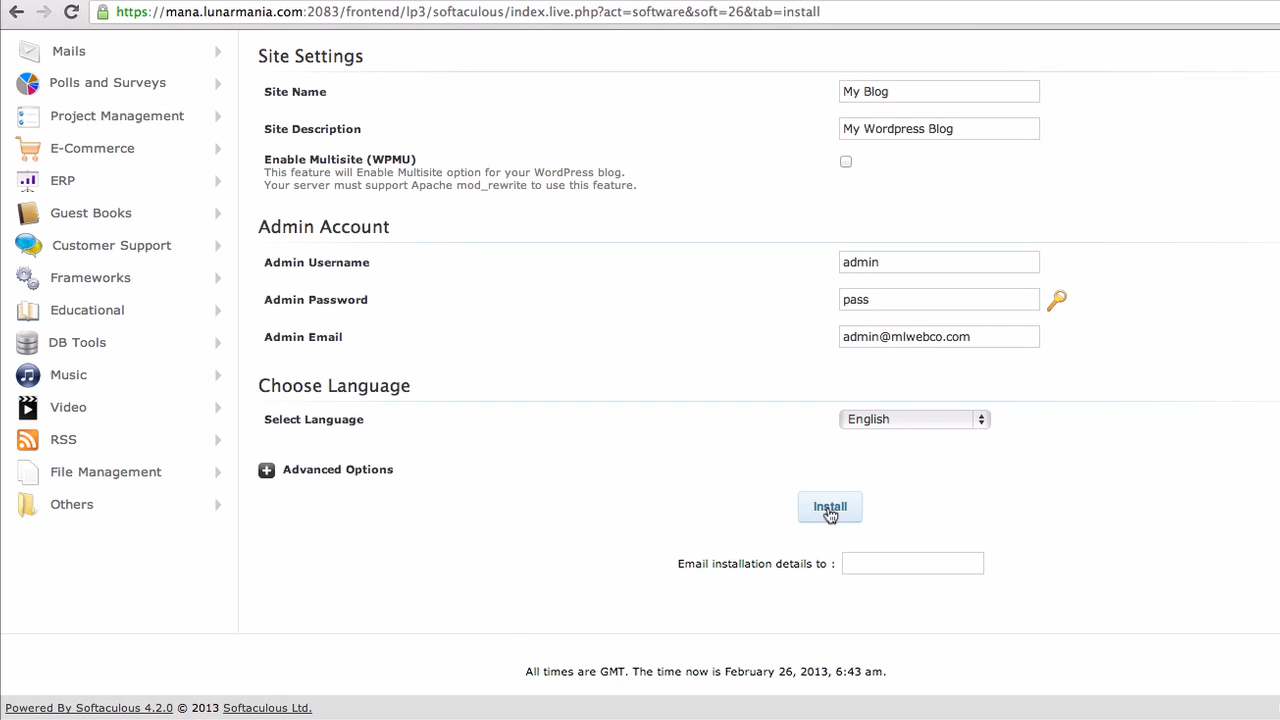 https://mana.lunarmania.com:2083/frontend/lp3/softaculous/index.live.php?act=software&soft=26&tab=install
Mails
Polls and Surveys
Project Management
E-Commerce
ERP
Guest Books
Customer Support
Frameworks
Educational
DB Tools
Music
Video
RSS
File Management
Others
Site Settings
Site Name My Blog
Site Description My Wordpress Blog
Enable Multisite (WPMU)
This feature will Enable Multisite option for your WordPress blog.
Your server must support Apache mod_rewrite to use this feature.
Admin Account
Admin Username admin
Admin Password pass
Admin Email admin@mlwebco.com
Choose Language
Select Language English
Advanced Options
Install
Email installation details to :
All times are GMT. The time now is February 26, 2013, 6:43 am.
Powered By Softaculous 4.2.0 © 2013 Softaculous Ltd.